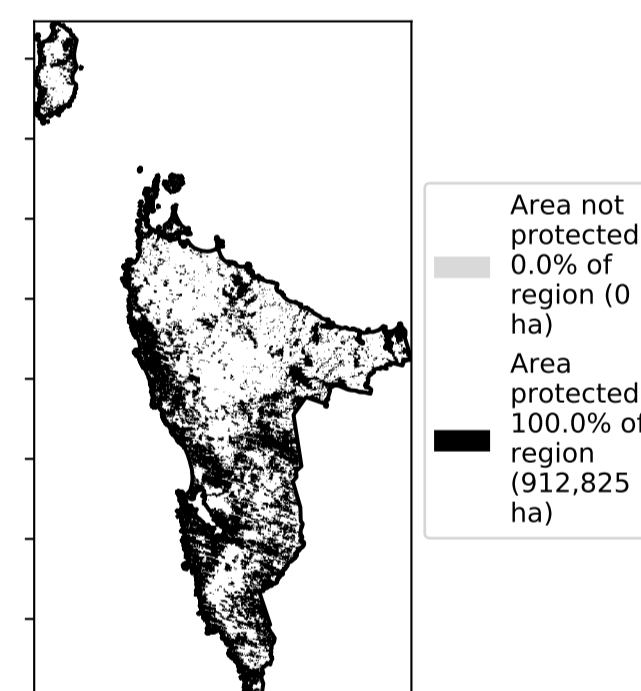 Area not
protected
0.0% of
region (0
ha)
Area
protected
100.0% of
region
(912,825
ha)